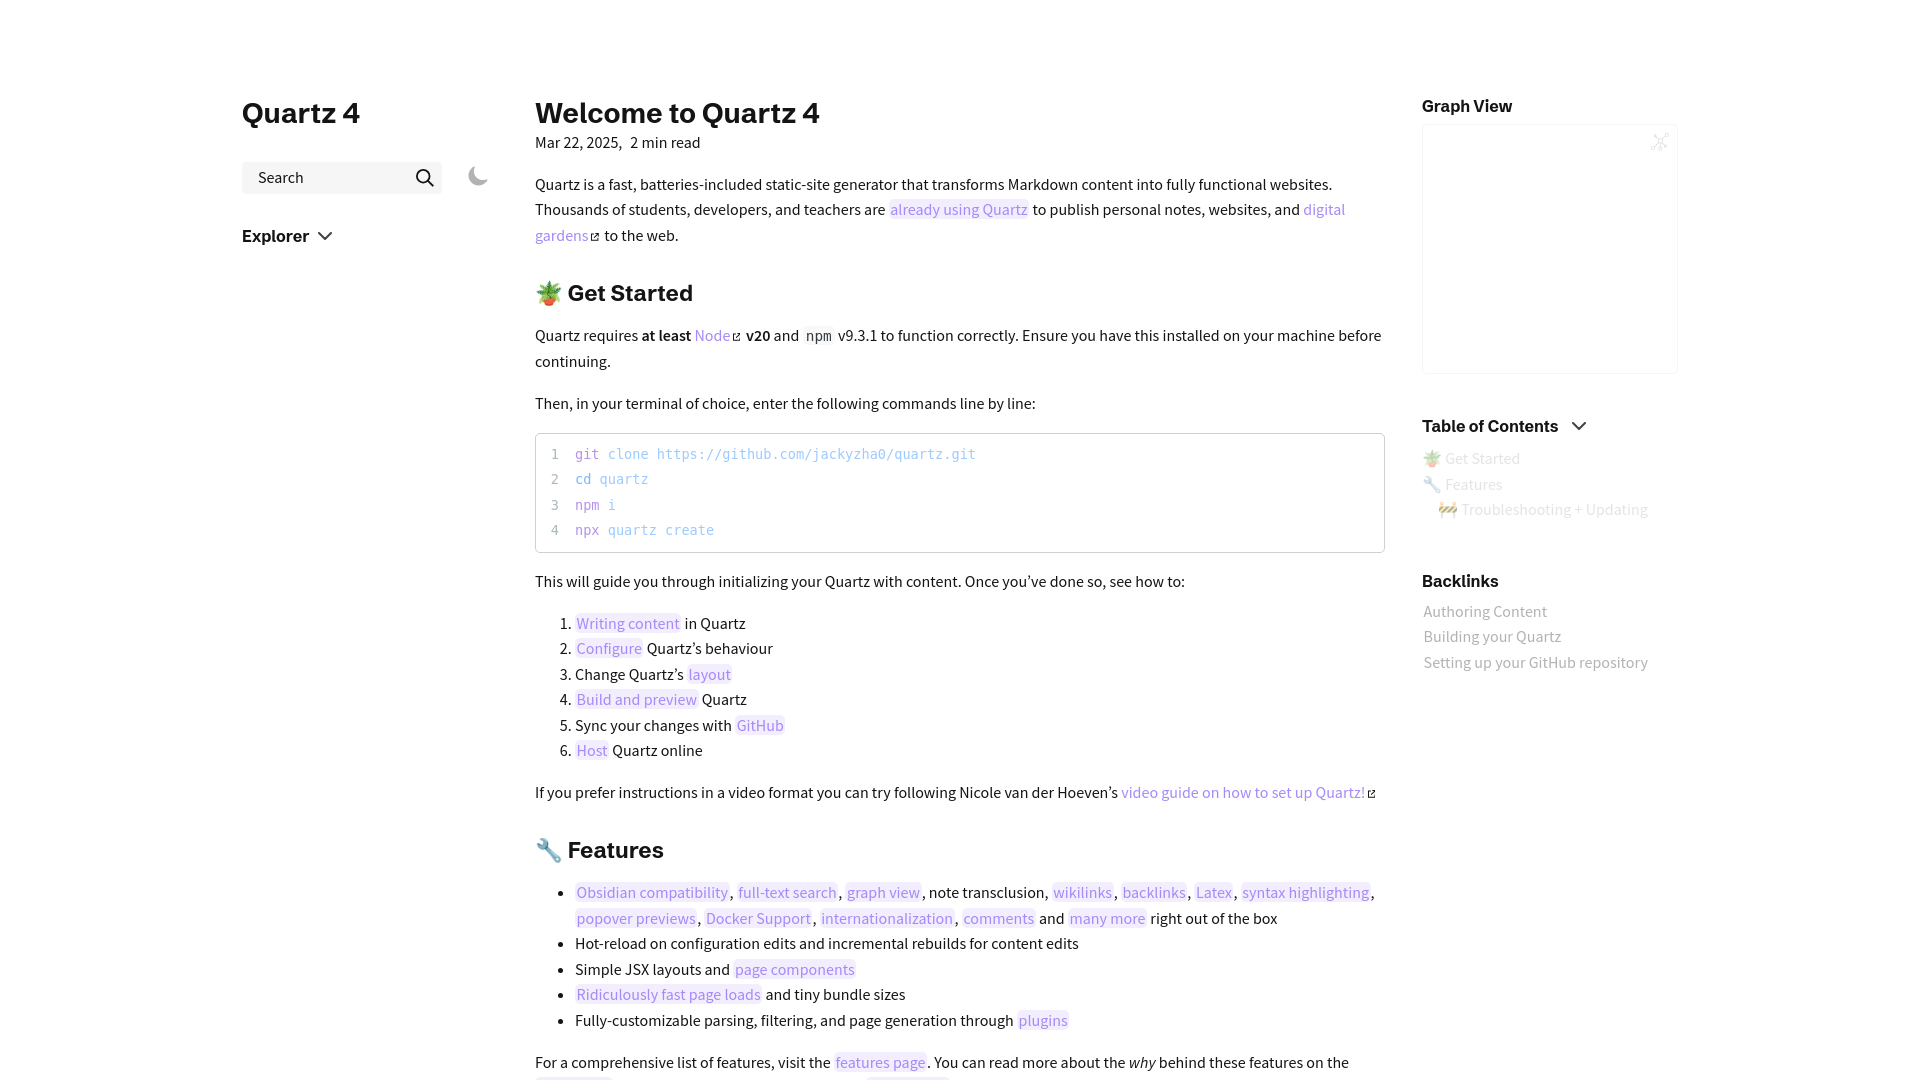 Quartz 4
Search
Explorer
Welcome to Quartz 4
Mar 22, 2025, 2 min read
Quartz is a fast, batteries-included static-site generator that transforms Markdown content into fully functional websites.
Thousands of students, developers, and teachers are already using Quartz to publish personal notes, websites, and digital
gardens to the web.
🪴 Get Started
Quartz requires at least Node v20 and npm v9.3.1 to function correctly. Ensure you have this installed on your machine before
continuing.
Then, in your terminal of choice, enter the following commands line by line:
1 git clone https://github.com/jackyzha0/quartz.git
2 cd quartz
3 npm i
4 npx quartz create
This will guide you through initializing your Quartz with content. Once you’ve done so, see how to:
1. Writing content in Quartz
2. Configure Quartz’s behaviour
3. Change Quartz’s layout
4. Build and preview Quartz
5. Sync your changes with GitHub
6. Host Quartz online
If you prefer instructions in a video format you can try following Nicole van der Hoeven’s video guide on how to set up Quartz!
🔧 Features
• Obsidian compatibility, full-text search, graph view, note transclusion, wikilinks, backlinks, Latex, syntax highlighting,
popover previews, Docker Support, internationalization, comments and many more right out of the box
• Hot-reload on configuration edits and incremental rebuilds for content edits
• Simple JSX layouts and page components
• Ridiculously fast page loads and tiny bundle sizes
• Fully-customizable parsing, filtering, and page generation through plugins
For a comprehensive list of features, visit the features page. You can read more about the why behind these features on the
Graph View
Table of Contents
🪴 Get Started
🔧 Features
🚧 Troubleshooting + Updating
Backlinks
Authoring Content
Building your Quartz
Setting up your GitHub repository